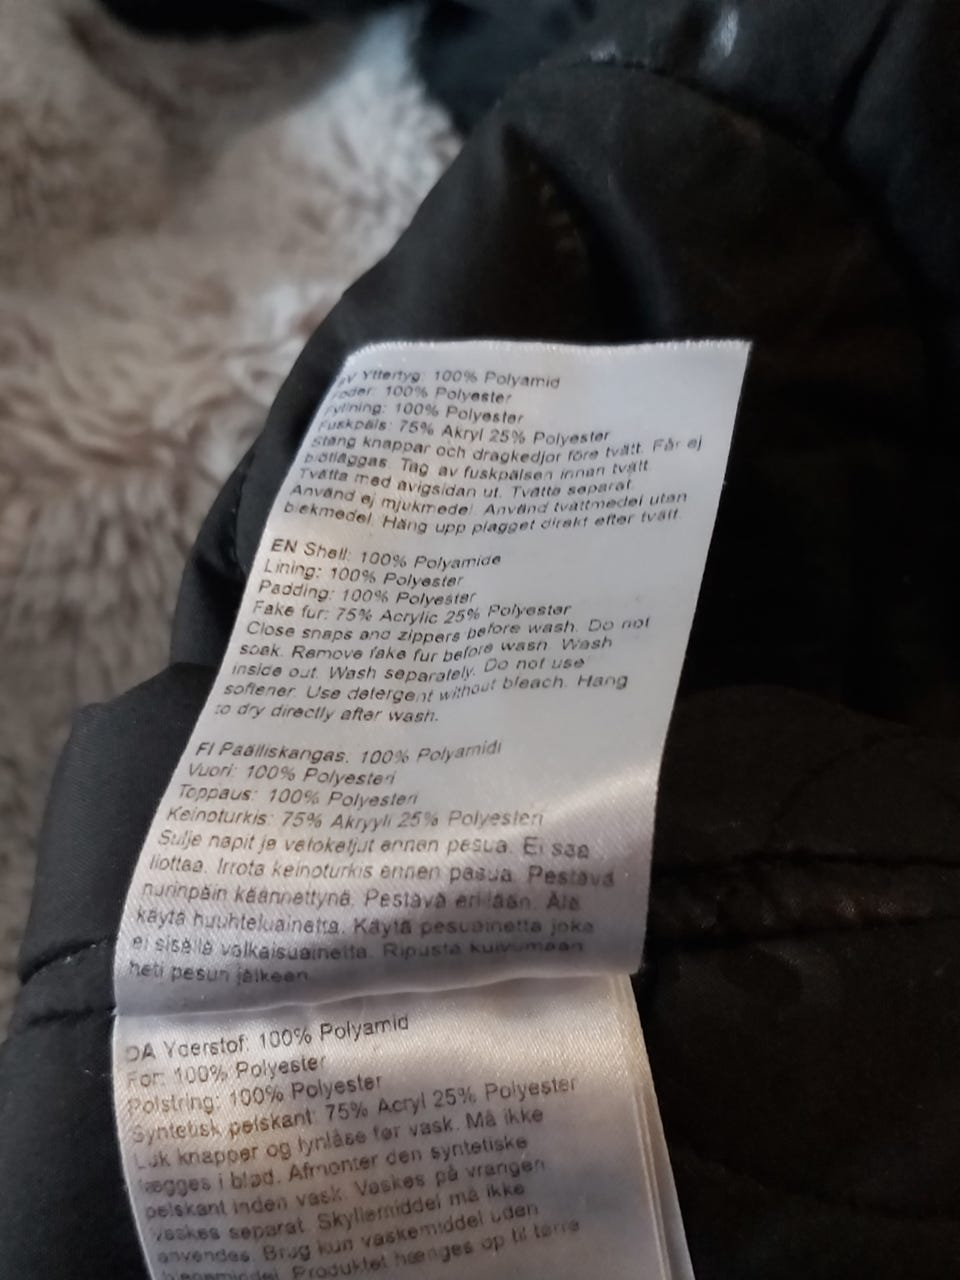 SV Yttertyg: 100% Polyamid
Foder: 100% Polyester
Fyllning: 100% Polyester
Fuskpäls: 75% Akryl 25% Polyester
Stäng knappar och dragkedjor före tvätt. Får ej
blötläggas. Tag av fuskpälsen innan tvätt.
Tvätta med avigsidan ut. Tvätta separat.
Använd ej mjukmedel. Använd tvättmedel utan
blekmedel. Häng upp plagget direkt efter tvätt.
EN Shell: 100% Polyamide
Lining: 100% Polyester
Padding: 100% Polyester
Fake fur: 75% Acrylic 25% Polyester
Close snaps and zippers before wash. Do not
soak. Remove fake fur before wash. Wash
inside out. Wash separately. Do not use
softener. Use detergent without bleach. Hang
to dry directly after wash.
FI Päälliskangas: 100% Polyamidi
Vuori: 100% Polyesteri
Toppaus: 100% Polyesteri
Keinoturkis: 75% Akryyli 25% Polyesteri
Sulje napit ja vetoketjut ennen pesua. Ei saa
liottaa. Irrota keinoturkis ennen pesua. Pestävä
nurinpäin käännettynä. Pestävä erillään. Älä
käytä huuhteluainetta. Käytä pesuainetta joka
ei sisällä valkaisuainetta. Ripusta kuivumaan
heti pesun jälkeen.
DA Yderstof: 100% Polyamid
For: 100% Polyester
Polstring: 100% Polyester
Syntetisk pelskant: 75% Acryl 25% Polyester
Luk knapper og lynlåse før vask. Må ikke
lægges i blød. Afmonter den syntetiske
pelskant inden vask. Vaskes på vrangen.
Vaskes separat. Skyllemiddel må ikke
anvendes. Brug kun vaskemiddel uden
blegemiddel. Produktet hænges op til tørre